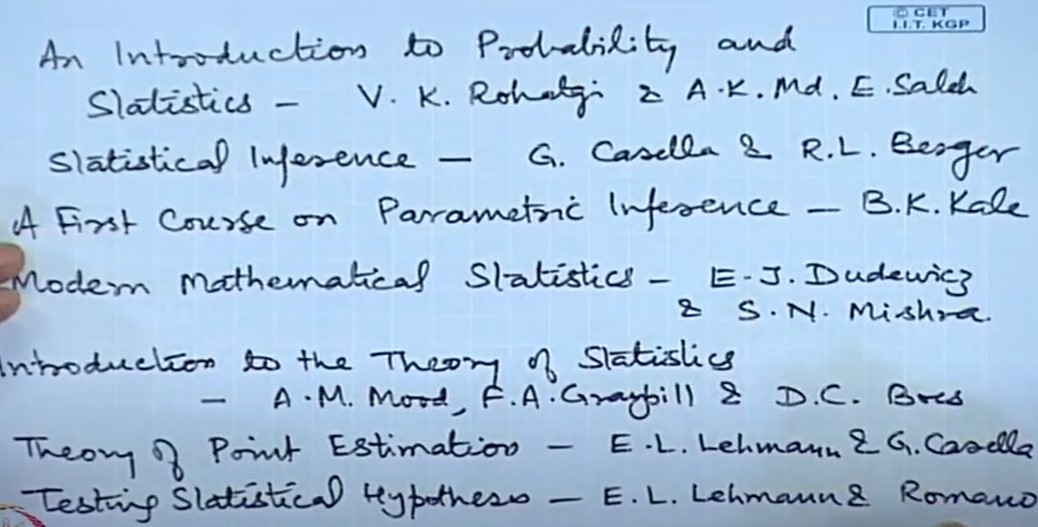 © CET
I.I.T. KGP
An Introduction to Probability and
Statistics - V. K. Rohatgi & A.K. Md. E. Saleh
Statistical Inference - G. Casella & R.L. Berger
A First Course on Parametric Inference - B.K. Kale
Modern Mathematical Statistics - E.J. Dudewicz
& S.N. Mishra.
Introduction to the Theory of Statistics
- A.M. Mood, F.A. Graybill & D.C. Boes
Theory of Point Estimation - E.L. Lehmann & G. Casella
Testing Statistical Hypotheses - E.L. Lehmann & Romano